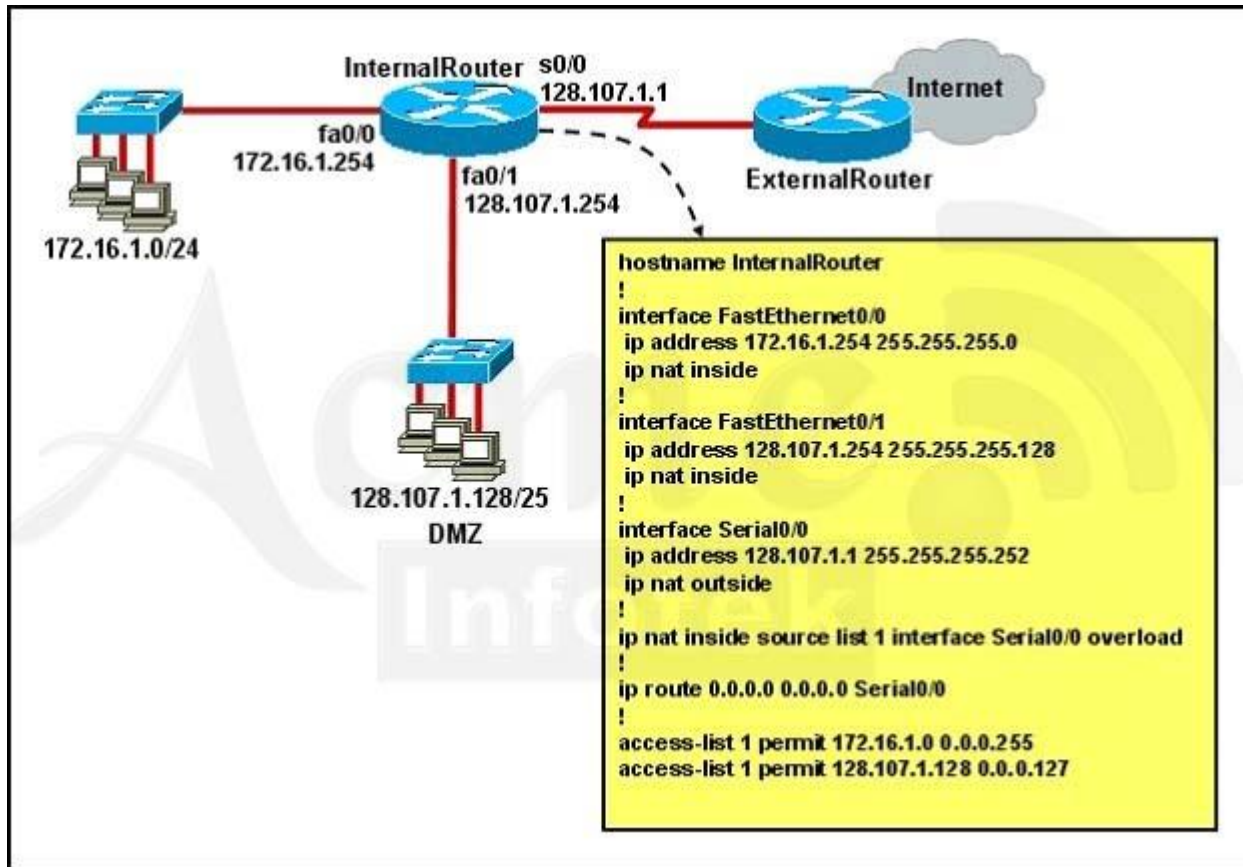 InternalRouter
s0/0
128.107.1.1
Internet
fa0/0
172.16.1.254
fa0/1
128.107.1.254
ExternalRouter
172.16.1.0/24
128.107.1.128/25
DMZ
hostname InternalRouter
!
interface FastEthernet0/0
ip address 172.16.1.254 255.255.255.0
ip nat inside
!
interface FastEthernet0/1
ip address 128.107.1.254 255.255.255.128
ip nat inside
!
interface Serial0/0
ip address 128.107.1.1 255.255.255.252
ip nat outside
!
ip nat inside source list 1 interface Serial0/0 overload
!
ip route 0.0.0.0 0.0.0.0 Serial0/0
!
access-list 1 permit 172.16.1.0 0.0.0.255
access-list 1 permit 128.107.1.128 0.0.0.127
Acme
Infotek